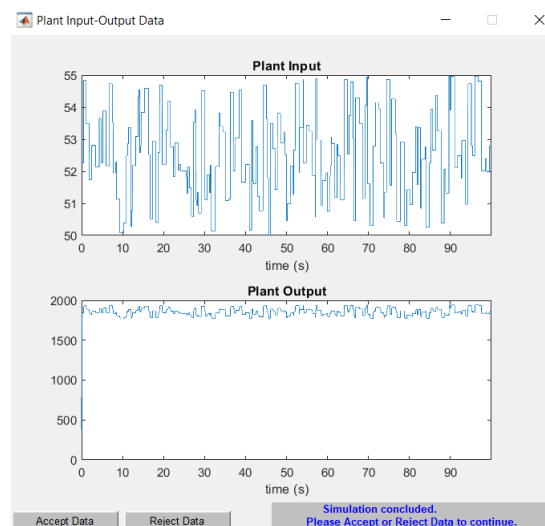 Plant Input-Output Data
Plant Input
55
54
53
52
51
50
0 10 20 30 40 50 60 70 80 90
time (s)
Plant Output
2000
1500
1000
500
0
0 10 20 30 40 50 60 70 80 90
time (s)
Accept Data
Reject Data
Simulation concluded.
Please Accept or Reject Data to continue.